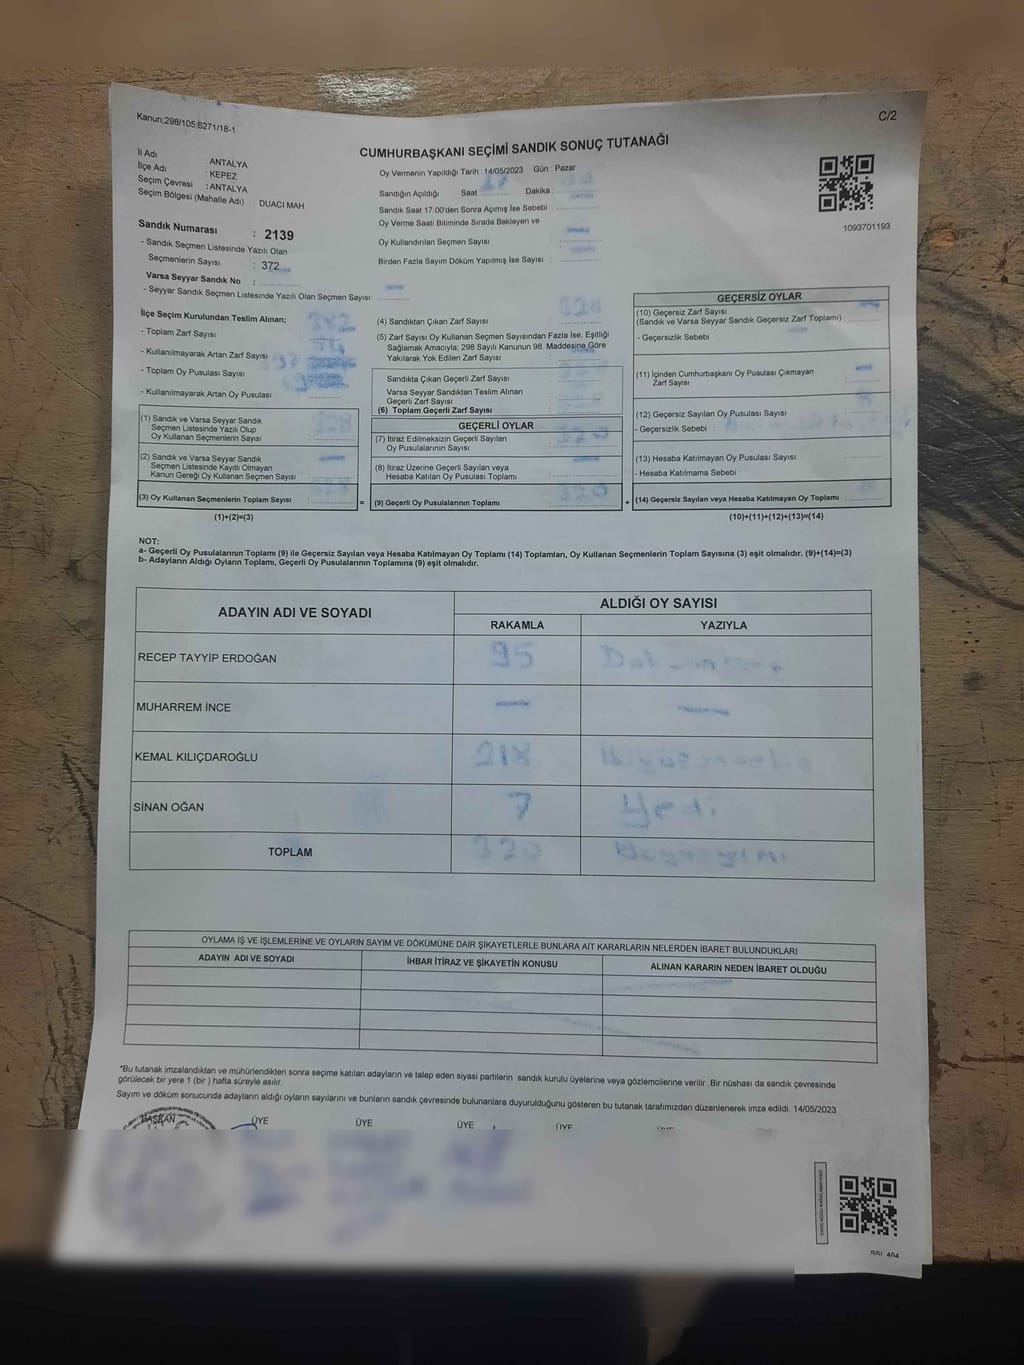 Kanun;298/105;6271/18-1
C/2
CUMHURBAŞKANI SEÇİMİ SANDIK SONUÇ TUTANAĞI
İl Adı : ANTALYA
İlçe Adı : KEPEZ
Seçim Çevresi : ANTALYA
Seçim Bölgesi (Mahalle Adı) : DUACI MAH.
Sandık Numarası : 2139
- Sandık Seçmen Listesinde Yazılı Olan
Seçmenlerin Sayısı : 372
Varsa Seyyar Sandık No :
- Seyyar Sandık Seçmen Listesinde Yazılı Olan Seçmen Sayısı:
Oy Vermenin Yapıldığı Tarih 14/05/2023 Gün : Pazar
Sandığın Açıldığı Saat 17 Dakika :
Sandık Saat 17:00'den Sonra Açımış İse Sebebi :
Oy Verme Saati Bitiminde Sırada Bekleyen ve
Oy Kullandırılan Seçmen Sayısı :
Birden Fazla Sayım Döküm Yapılmış İse Sayısı :
1093701193
İlçe Seçim Kurulundan Teslim Alınan;
- Toplam Zarf Sayısı : 382
- Kullanılmayarak Artan Zarf Sayısı : 54
- Toplam Oy Pusulası Sayısı :
- Kullanılmayarak Artan Oy Pusulası :
(1) Sandık ve Varsa Seyyar Sandık
Seçmen Listesinde Yazılı Olup
Oy Kullanan Seçmenlerin Sayısı : 328
(2) Sandık ve Varsa Seyyar Sandık
Seçmen Listesinde Kayıtlı Olmayan
Kanun Gereği Oy Kullanan Seçmen Sayısı :
(3) Oy Kullanan Seçmenlerin Toplam Sayısı : 328
(1)+(2)=(3)
(4) Sandıktan Çıkan Zarf Sayısı : 328
(5) Zarf Sayısı Oy Kullanan Seçmen Sayısından Fazla İse, Eşitliği
Sağlamak Amacıyla, 298 Sayılı Kanunun 98. Maddesine Göre
Yakılarak Yok Edilen Zarf Sayısı :
Sandıkta Çıkan Geçerli Zarf Sayısı :
Varsa Seyyar Sandıktan Teslim Alınan
Geçerli Zarf Sayısı :
(6) Toplam Geçerli Zarf Sayısı :
GEÇERLİ OYLAR
(7) İtiraz Edilmeksizin Geçerli Sayılan
Oy Pusulalarının Sayısı : 320
(8) İtiraz Üzerine Geçerli Sayılan veya
Hesaba Katılan Oy Pusulası Toplamı :
= (9) Geçerli Oy Pusulalarının Toplamı : 320
GEÇERSİZ OYLAR
(10) Geçersiz Zarf Sayısı
(Sandık ve Varsa Seyyar Sandık Geçersiz Zarf Toplamı) :
- Geçersizlik Sebebi :
(11) İçinden Cumhurbaşkanı Oy Pusulası Çıkmayan
Zarf Sayısı :
(12) Geçersiz Sayılan Oy Pusulası Sayısı : 8
- Geçersizlik Sebebi :
(13) Hesaba Katılmayan Oy Pusulası Sayısı :
- Hesaba Katılmama Sebebi :
+ (14) Geçersiz Sayılan veya Hesaba Katılmayan Oy Toplamı : 8
(10)+(11)+(12)+(13)=(14)
NOT:
a- Geçerli Oy Pusulalarının Toplamı (9) ile Geçersiz Sayılan veya Hesaba Katılmayan Oy Toplamı (14) Toplamları, Oy Kullanan Seçmenlerin Toplam Sayısına (3) eşit olmalıdır. (9)+(14)=(3)
b- Adayların Aldığı Oyların Toplamı, Geçerli Oy Pusulalarının Toplamına (9) eşit olmalıdır.
ADAYIN ADI VE SOYADI
ALDIĞI OY SAYISI
RAKAMLA YAZIYLA
RECEP TAYYİP ERDOĞAN 95
MUHARREM İNCE —
KEMAL KILIÇDAROĞLU 218
SİNAN OĞAN 7 Yedi
TOPLAM 320
OYLAMA İŞ VE İŞLEMLERİNE VE OYLARIN SAYIM VE DÖKÜMÜNE DAİR ŞİKAYETLERLE BUNLARA AİT KARARLARIN NELERDEN İBARET BULUNDUKLARI
ADAYIN ADI VE SOYADI İHBAR İTİRAZ VE ŞİKAYETİN KONUSU ALINAN KARARIN NEDEN İBARET OLDUĞU
*Bu tutanak imzalandıktan ve mühürlendikten sonra seçime katılan adayların ve talep eden siyasi partilerin sandık kurulu üyelerine veya gözlemcilerine verilir. Bir nüshası da sandık çevresinde
görülecek bir yere 1 (bir ) hafta süreyle asılır.
Sayım ve döküm sonucunda adayların aldığı oyların sayılarını ve bunların sandık çevresinde bulunanlara duyurulduğunu gösteren bu tutanak tarafımızdan düzenlenerek imza edildi. 14/05/2023
BAŞKAN ÜYE ÜYE ÜYE ÜYE